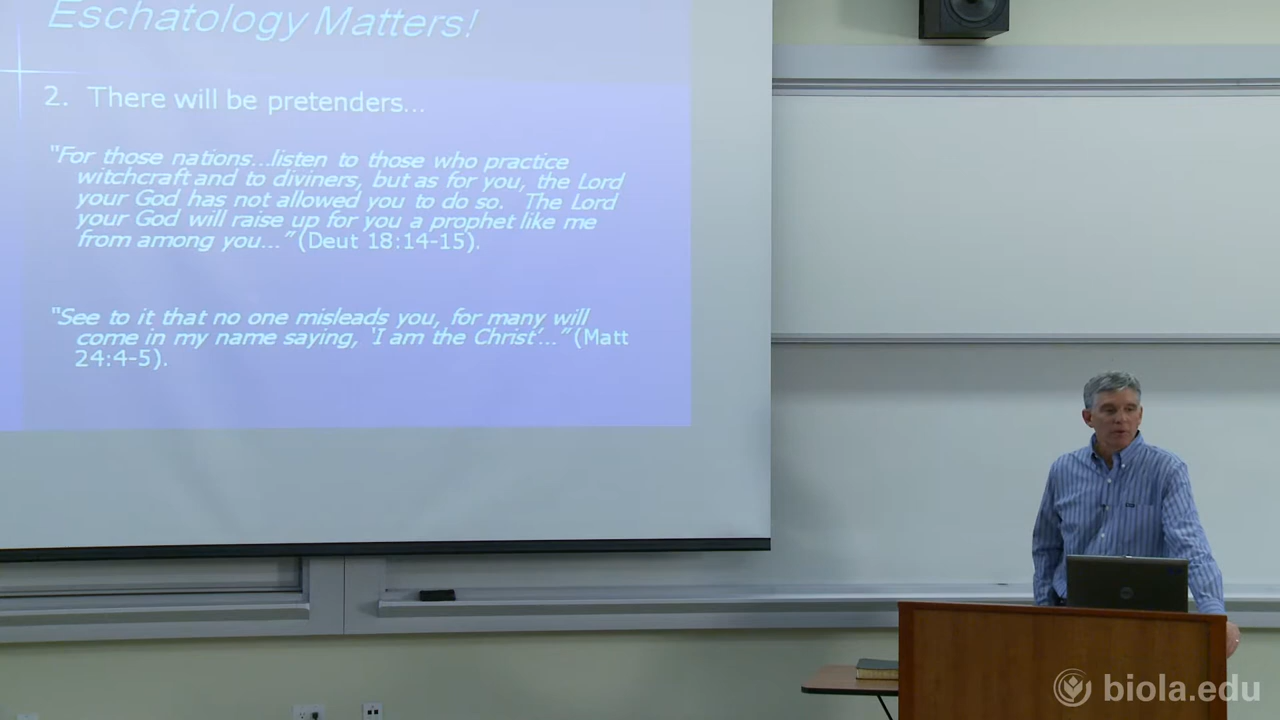 Eschatology Matters!
2. There will be pretenders...
"For those nations...listen to those who practice
witchcraft and to diviners, but as for you, the Lord
your God has not allowed you to do so. The Lord
your God will raise up for you a prophet like me
from among you..." (Deut 18:14-15).
"See to it that no one misleads you, for many will
come in my name saying, 'I am the Christ'..." (Matt
24:4-5).
biola.edu